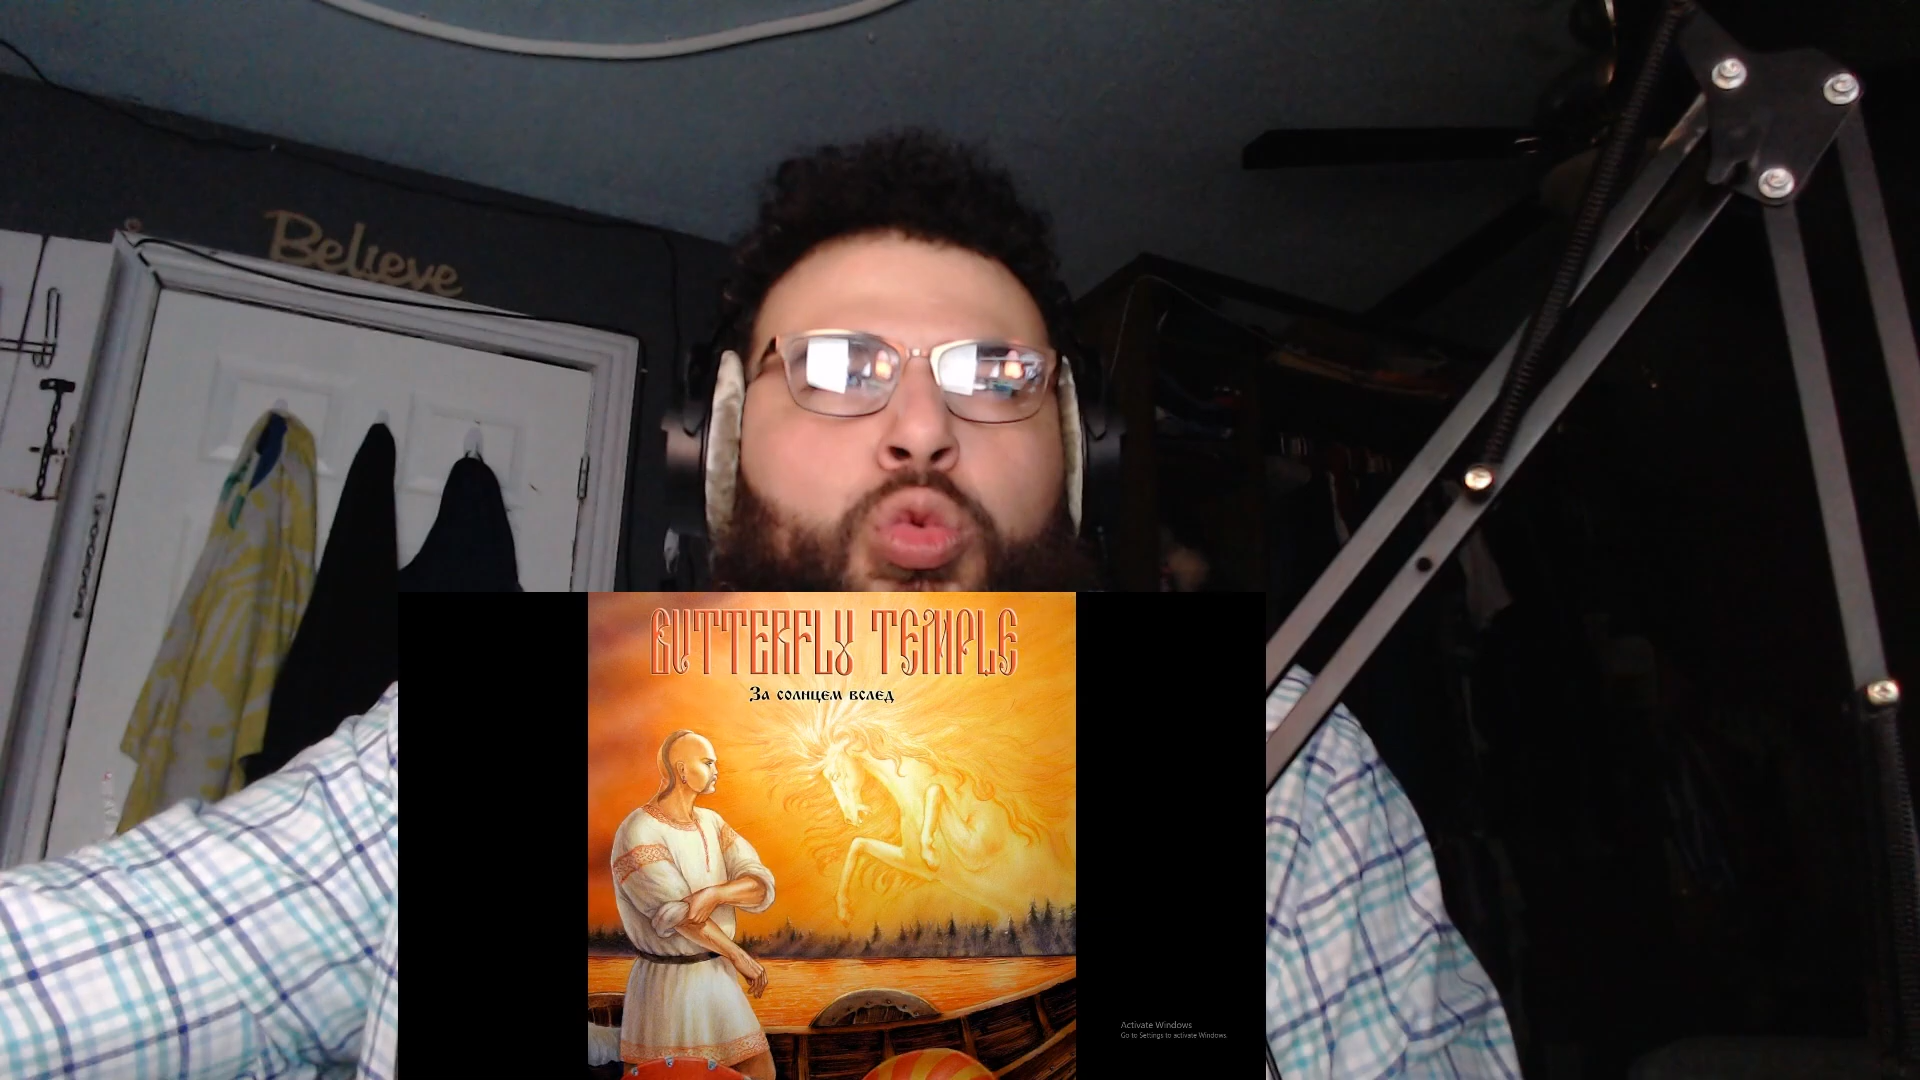 Believe
BUTTERFLY TEMPLE
За солнцем вслед
Activate Windows
Go to Settings to activate Windows.